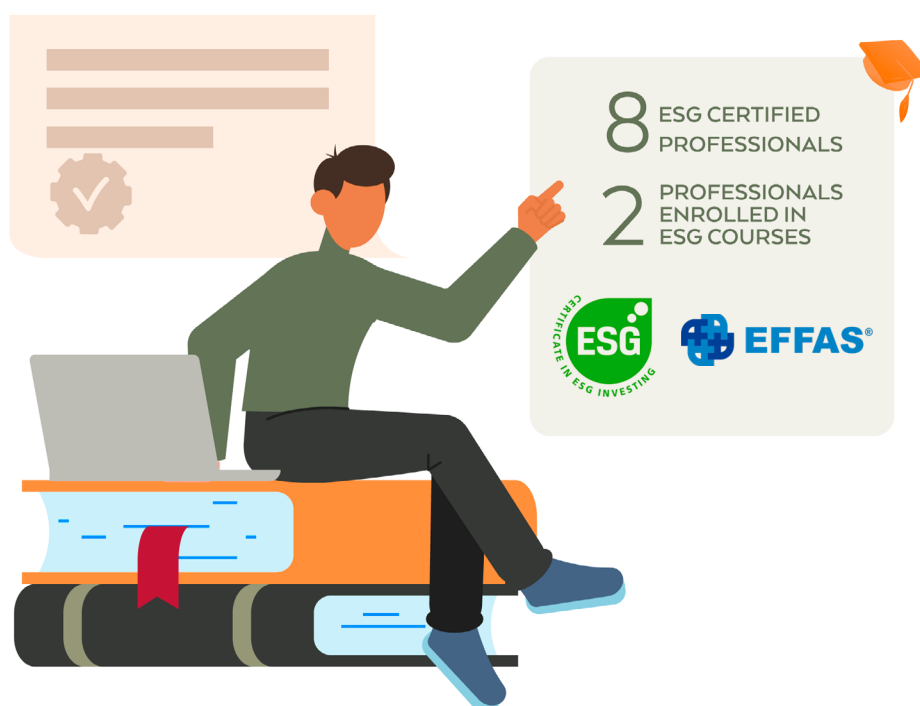 8 ESG CERTIFIED
PROFESSIONALS
2 PROFESSIONALS
ENROLLED IN
ESG COURSES
CERTIFICATE IN ESG INVESTING
ESG
EFFAS®